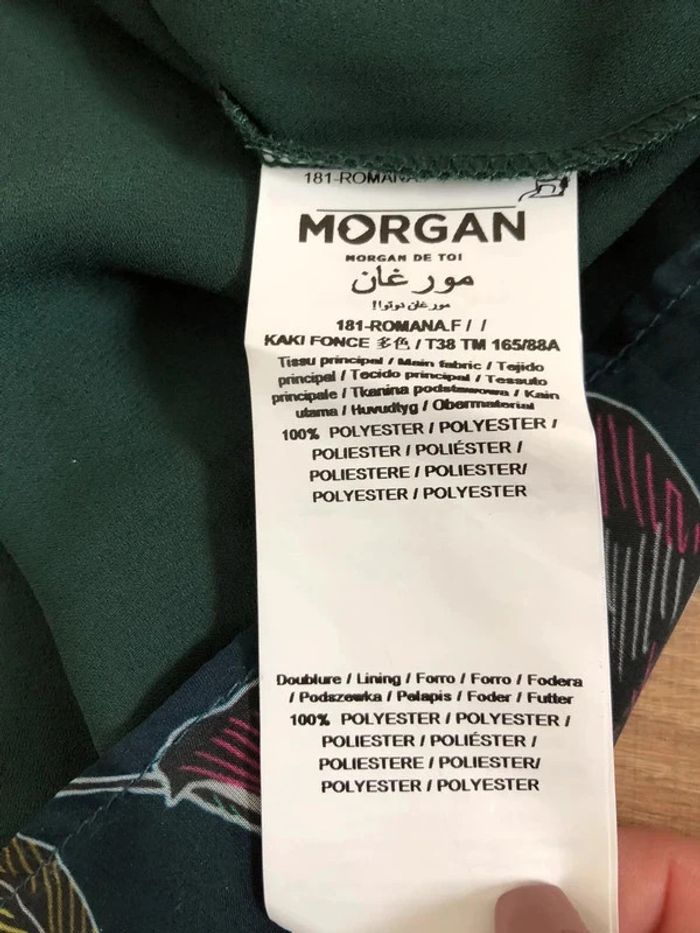 181-ROMANA
MORGAN
MORGAN DE TOI
مورغان
مورغان دوتوا!
181-ROMANA.F / /
KAKI FONCE 多色 / T38 TM 165/88A
Tissu principal / Main fabric / Tejido
principal / Tecido principal / Tessuto
principale / Tkanina podstawowa / Kain
utama / Huvudtyg / Obermaterial
100% POLYESTER / POLYESTER /
POLIESTER / POLIÉSTER /
POLIESTERE / POLIESTER/
POLYESTER / POLYESTER
Doublure / Lining / Forro / Forro / Fodera
/ Podszewka / Pelapis / Foder / Futter
100% POLYESTER / POLYESTER /
POLIESTER / POLIÉSTER /
POLIESTERE / POLIESTER/
POLYESTER / POLYESTER